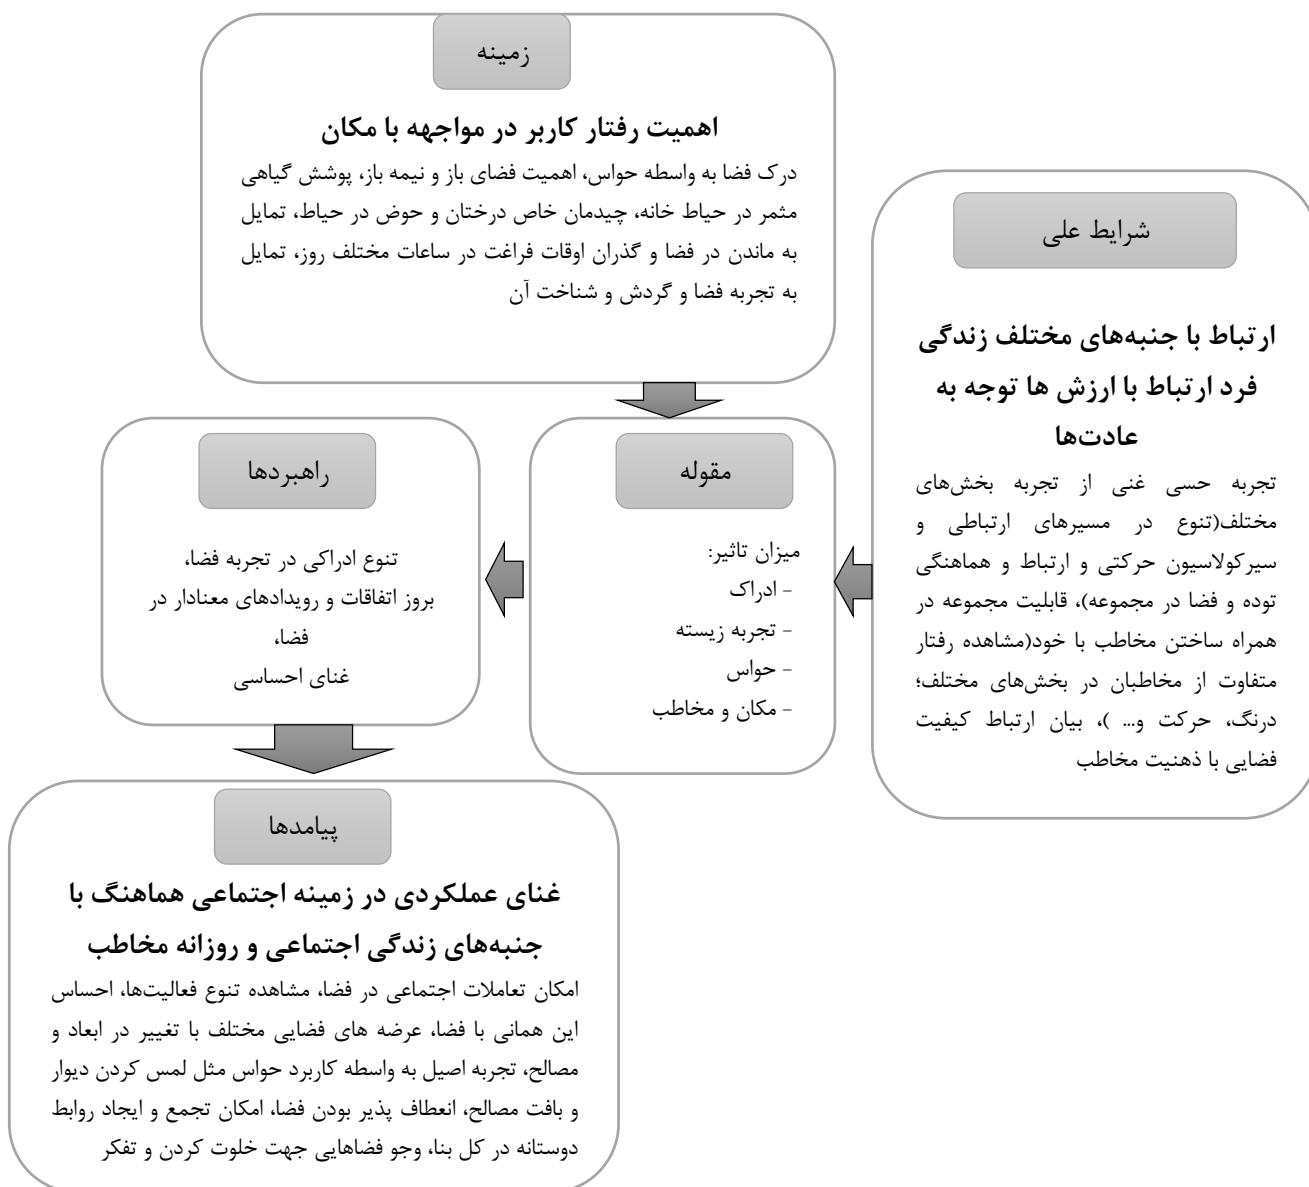 زمینه
اهمیت رفتار کاربر در مواجهه با مکان
درک فضا به واسطه حواس، اهمیت فضای باز و نیمه باز، پوشش گیاهی
مثمر در حیاط خانه، چیدمان خاص درختان و حوض در حیاط، تمایل
به ماندن در فضا و گذران اوقات فراغت در ساعات مختلف روز، تمایل
به تجربه فضا و گردش و شناخت آن
شرایط علی
ارتباط با جنبه‌های مختلف زندگی
فرد ارتباط با ارزش ها توجه به
عادت‌ها
تجربه حسی غنی از تجربه بخش‌های
مختلف(تنوع در مسیرهای ارتباطی و
سیرکولاسیون حرکتی و ارتباط و هماهنگی
توده و فضا در مجموعه)، قابلیت مجموعه در
همراه ساختن مخاطب با خود(مشاهده رفتار
متفاوت از مخاطبان در بخش‌های مختلف؛
درنگ، حرکت و... )، بیان ارتباط کیفیت
فضایی با ذهنیت مخاطب
مقوله
میزان تاثیر:
- ادراک
- تجربه زیسته
- حواس
- مکان و مخاطب
راهبردها
تنوع ادراکی در تجربه فضا،
بروز اتفاقات و رویدادهای معنادار در
فضا،
غنای احساسی
پیامدها
غنای عملکردی در زمینه اجتماعی هماهنگ با
جنبه‌های زندگی اجتماعی و روزانه مخاطب
امکان تعاملات اجتماعی در فضا، مشاهده تنوع فعالیت‌ها، احساس
این همانی با فضا، عرضه های فضایی مختلف با تغییر در ابعاد و
مصالح، تجربه اصیل به واسطه کاربرد حواس مثل لمس کردن دیوار
و بافت مصالح، انعطاف پذیر بودن فضا، امکان تجمع و ایجاد روابط
دوستانه در کل بنا، وجو فضاهایی جهت خلوت کردن و تفکر